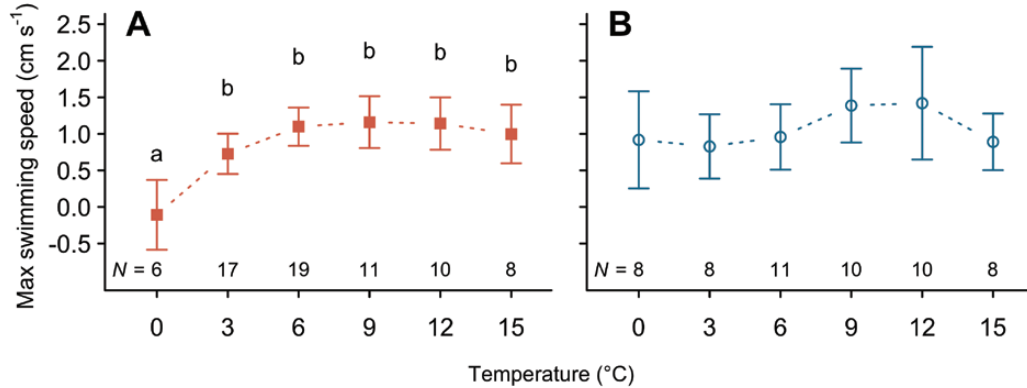 A
B
Max swimming speed (cm s⁻¹)
2.5
2.0
1.5
1.0
0.5
0.0
-0.5
a
b
b
b
b
b
N = 6 17 19 11 10 8
N = 8 8 11 10 10 8
0 3 6 9 12 15
0 3 6 9 12 15
Temperature (°C)